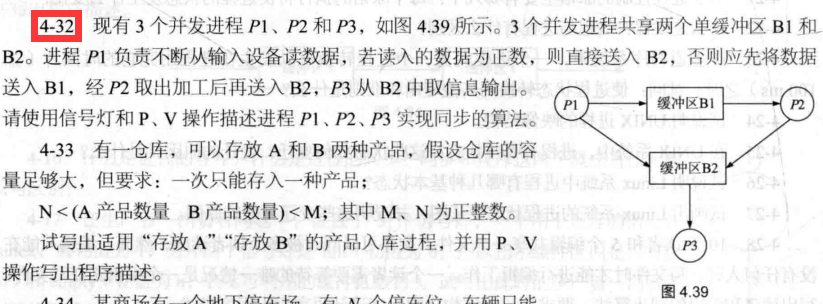 4-32 现有 3 个并发进程 P1、P2 和 P3，如图 4.39 所示。3 个并发进程共享两个单缓冲区 B1 和
B2。进程 P1 负责不断从输入设备读数据，若读入的数据为正数，则直接送入 B2，否则应先将数据
送入 B1，经 P2 取出加工后再送入 B2，P3 从 B2 中取信息输出。
请使用信号灯和 P、V 操作描述进程 P1、P2、P3 实现同步的算法。
4-33 有一仓库，可以存放 A 和 B 两种产品，假设仓库的容
量足够大，但要求：一次只能存入一种产品；
N＜(A 产品数量 B 产品数量)＜M；其中 M、N 为正整数。
试写出适用“存放 A”“存放 B”的产品入库过程，并用 P、V
操作写出程序描述。
4-34 某商场有一个地下停车场，有 N 个停车位，车辆只能
P1
缓冲区B1
P2
缓冲区B2
P3
图 4.39